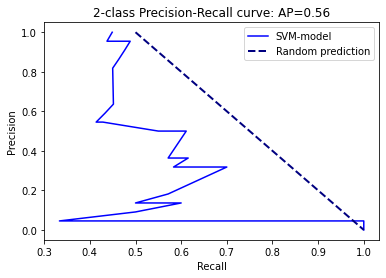 2-class Precision-Recall curve: AP=0.56
SVM-model
Random prediction
Precision
1.0
0.8
0.6
0.4
0.2
0.0
0.3 0.4 0.5 0.6 0.7 0.8 0.9 1.0
Recall